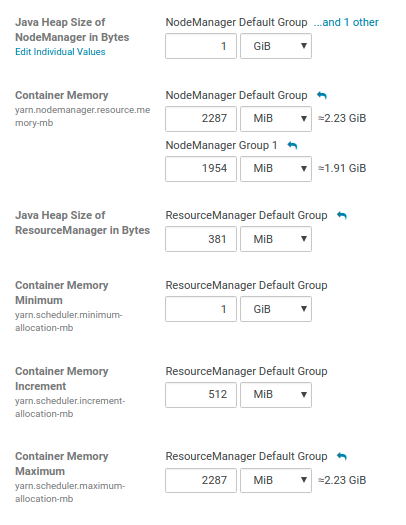 Java Heap Size of NodeManager Default Group ...and 1 other
NodeManager in Bytes
Edit Individual Values 1 GiB
Container Memory NodeManager Default Group
yarn.nodemanager.resource.me
mory-mb 2287 MiB ≈2.23 GiB
NodeManager Group 1
1954 MiB ≈1.91 GiB
Java Heap Size of ResourceManager Default Group
ResourceManager in Bytes
381 MiB
Container Memory ResourceManager Default Group
Minimum
yarn.scheduler.minimum-
allocation-mb
1 GiB
Container Memory ResourceManager Default Group
Increment
yarn.scheduler.increment-
allocation-mb
512 MiB
Container Memory ResourceManager Default Group
Maximum
yarn.scheduler.maximum-
allocation-mb
2287 MiB ≈2.23 GiB